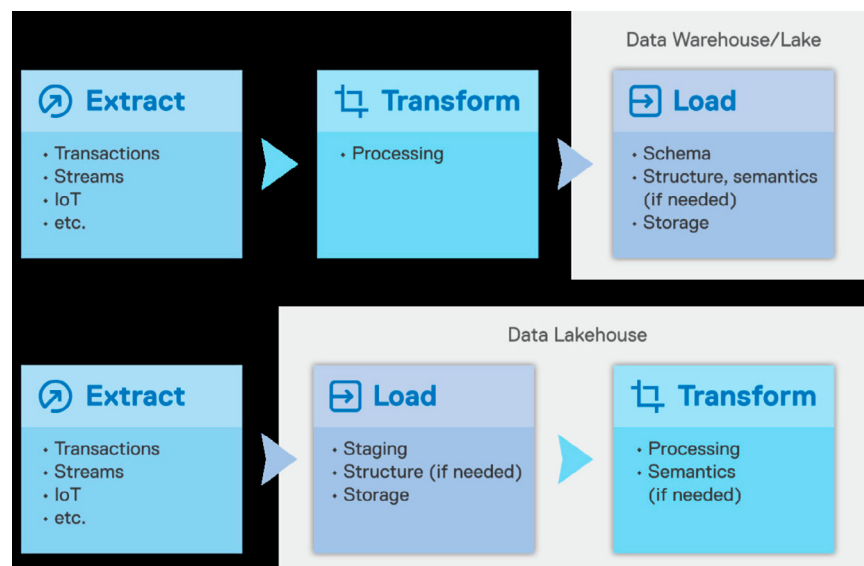 Data Warehouse/Lake
Extract
· Transactions
· Streams
· IoT
· etc.
Transform
· Processing
Load
· Schema
· Structure, semantics
(if needed)
· Storage
Data Lakehouse
Extract
· Transactions
· Streams
· IoT
· etc.
Load
· Staging
· Structure (if needed)
· Storage
Transform
· Processing
· Semantics
(if needed)